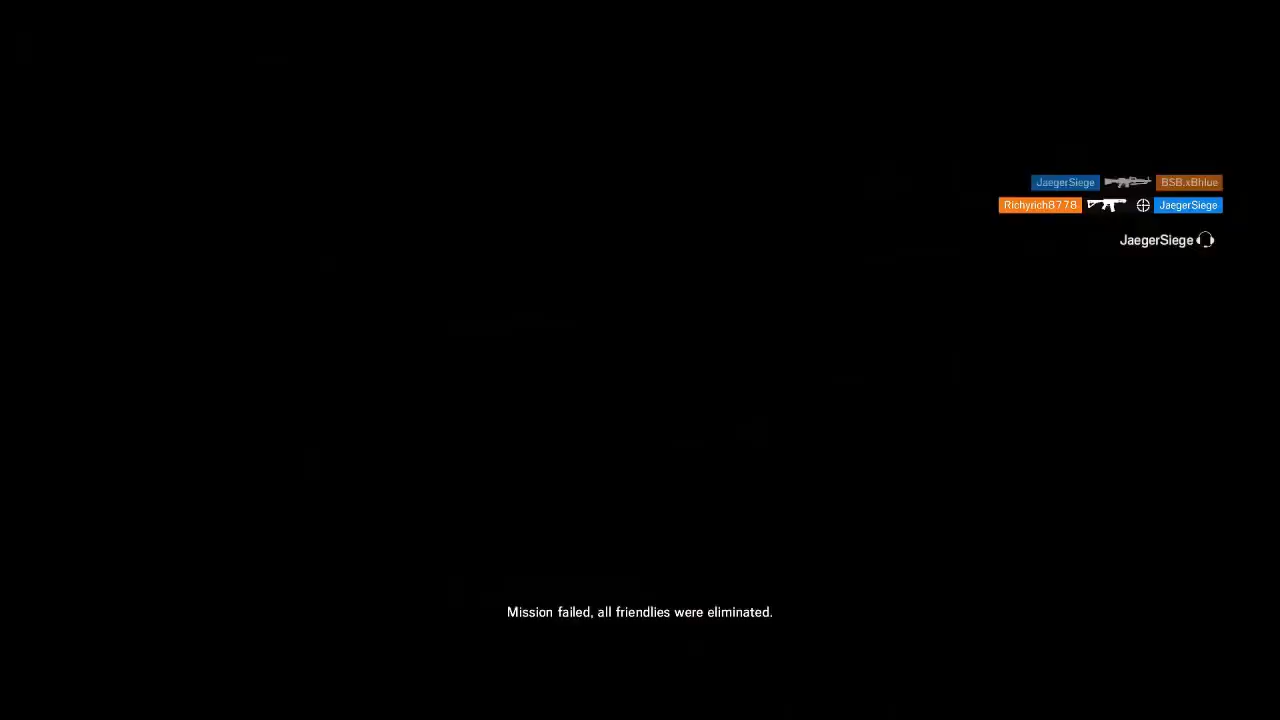 JaegerSiege BSB.xBhlue
Richyrich8778 JaegerSiege
JaegerSiege
Mission failed, all friendlies were eliminated.